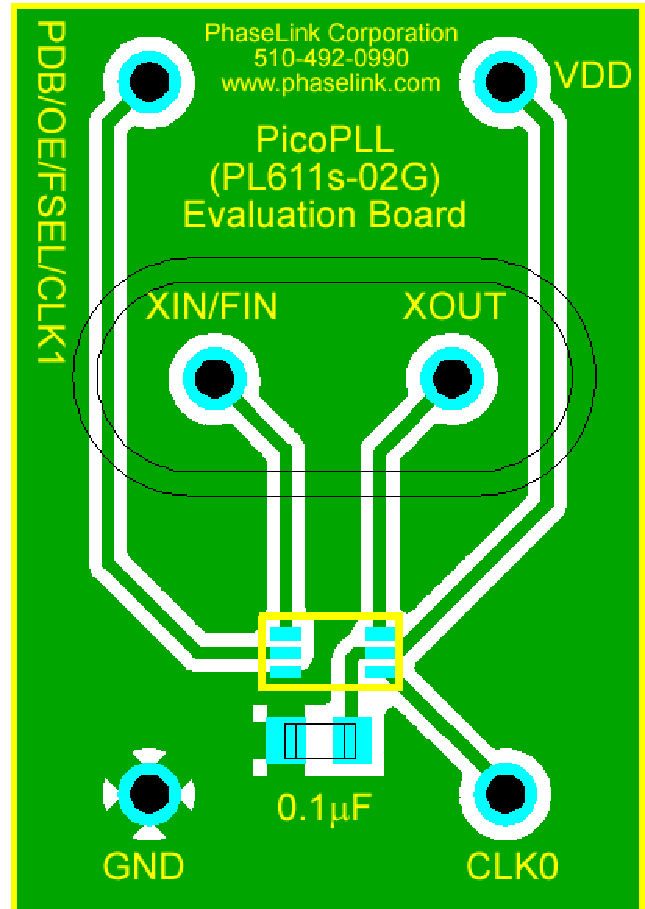 PhaseLink Corporation
510-492-0990
www.phaselink.com
PDB/OE/FSEL/CLK1
VDD
PicoPLL
(PL611s-02G)
Evaluation Board
XIN/FIN
XOUT
0.1μF
GND
CLK0